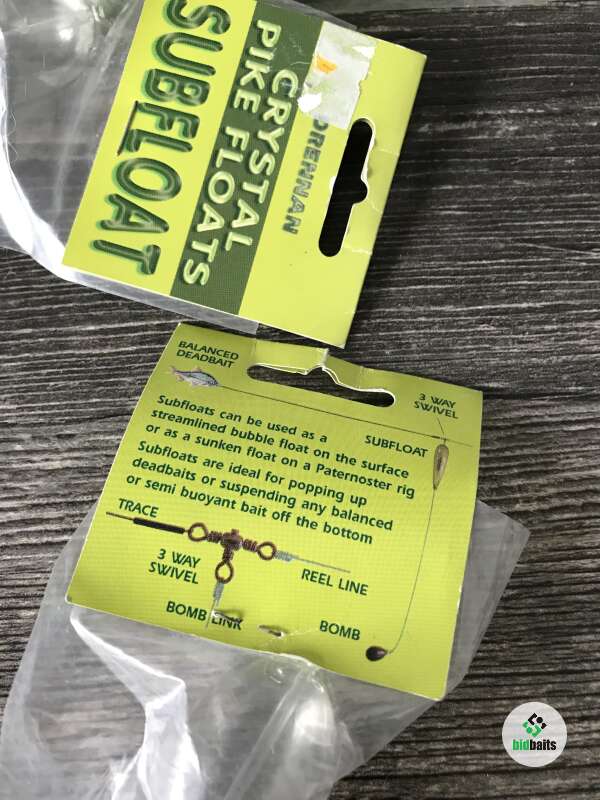 DRENNAN
CRYSTAL
PIKE FLOATS
SUBFLOAT
BALANCED
DEADBAIT
3 WAY
SWIVEL
SUBFLOAT
Subfloats can be used as a
streamlined bubble float on the surface
or as a sunken float on a Paternoster rig
Subfloats are ideal for popping up
deadbaits or suspending any balanced
or semi buoyant bait off the bottom
TRACE
3 WAY
SWIVEL
REEL LINE
BOMB LINK
BOMB
bidbaits